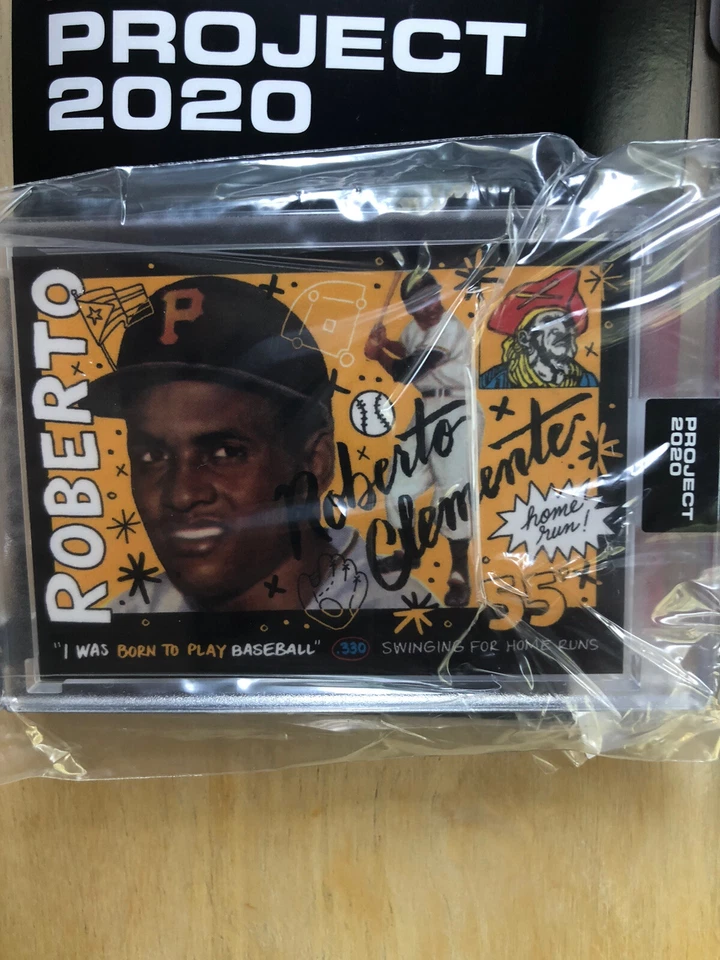 PROJECT
2020
ROBERTO
P
Roberto
Clemente
home
run!
'55
PROJECT
2020
"I WAS BORN TO PLAY BASEBALL" .330 SWINGING FOR HOME RUNS